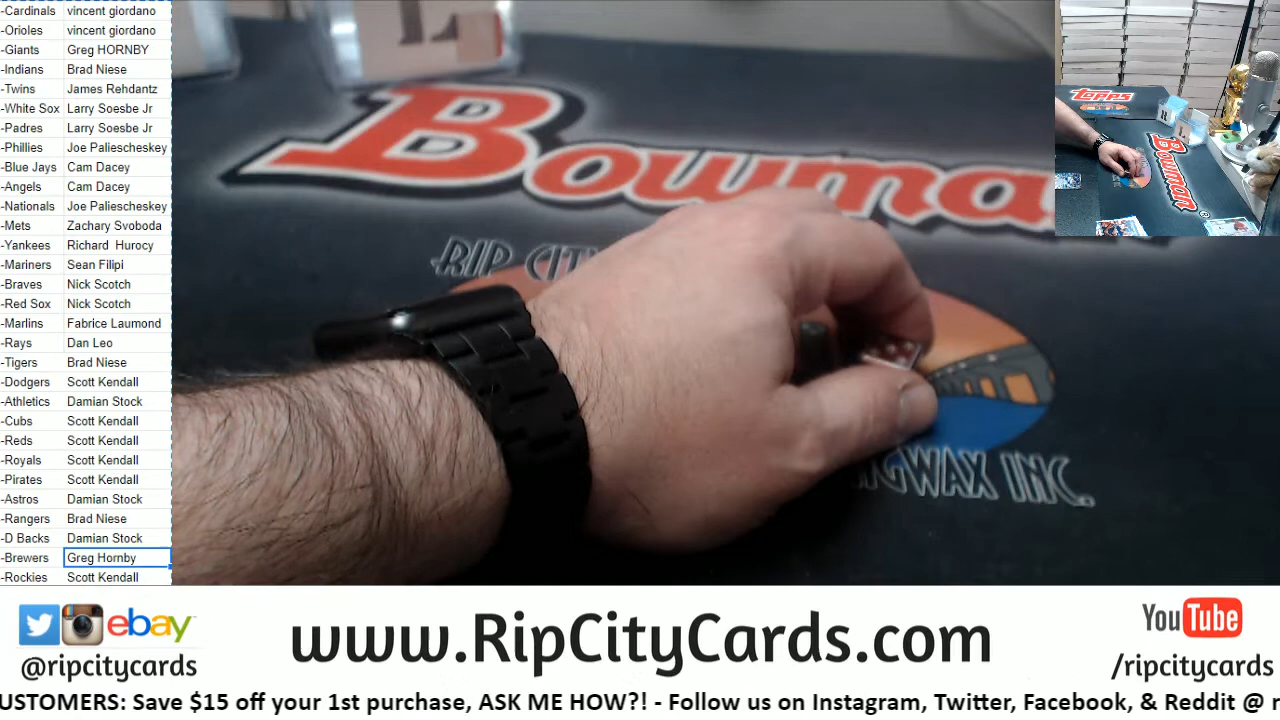 -Cardinals vincent giordano
-Orioles vincent giordano
-Giants Greg HORNBY
-Indians Brad Niese
-Twins James Rehdantz
-White Sox Larry Soesbe Jr
-Padres Larry Soesbe Jr
-Phillies Joe Paliescheskey
-Blue Jays Cam Dacey
-Angels Cam Dacey
-Nationals Joe Paliescheskey
-Mets Zachary Svoboda
-Yankees Richard Hurocy
-Mariners Sean Filipi
-Braves Nick Scotch
-Red Sox Nick Scotch
-Marlins Fabrice Laumond
-Rays Dan Leo
-Tigers Brad Niese
-Dodgers Scott Kendall
-Athletics Damian Stock
-Cubs Scott Kendall
-Reds Scott Kendall
-Royals Scott Kendall
-Pirates Scott Kendall
-Astros Damian Stock
-Rangers Brad Niese
-D Backs Damian Stock
-Brewers Greg Hornby
-Rockies Scott Kendall
Bowma
RIP CIT
GWAX INC.
TOPPS
Bowman
ebay
@ripcitycards
www.RipCityCards.com
YouTube
/ripcitycards
USTOMERS: Save $15 off your 1st purchase, ASK ME HOW?! - Follow us on Instagram, Twitter, Facebook, & Reddit @